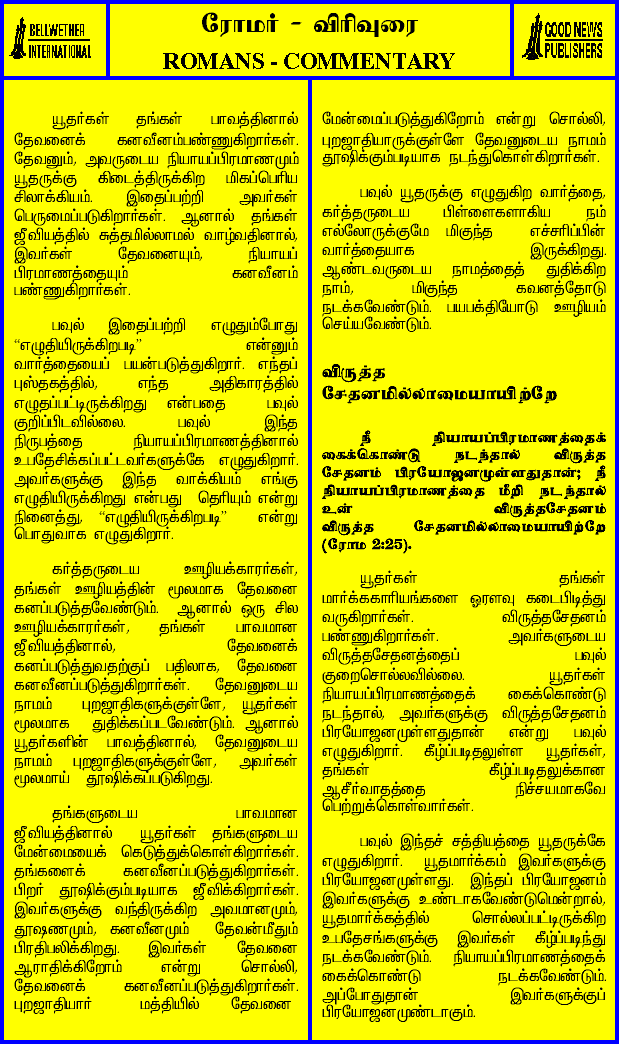 BELLWETHER
INTERNATIONAL
ரோமர் - விரிவுரை
ROMANS - COMMENTARY
GOOD NEWS
PUBLISHERS
யூதர்கள் தங்கள் பாவத்தினால்
தேவனைக் கனவீனம்பண்ணுகிறார்கள்.
தேவனும், அவருடைய நியாயப்பிரமாணமும்
யூதருக்கு கிடைத்திருக்கிற மிகப்பெரிய
சிலாக்கியம். இதைப்பற்றி அவர்கள்
பெருமைப்படுகிறார்கள். ஆனால் தங்கள்
ஜீவியத்தில் சுத்தமில்லாமல் வாழ்வதினால்,
இவர்கள் தேவனையும், நியாயப்
பிரமாணத்தையும் கனவீனம்
பண்ணுகிறார்கள்.
பவுல் இதைப்பற்றி எழுதும்போது
“எழுதியிருக்கிறபடி” என்னும்
வார்த்தையைப் பயன்படுத்துகிறார். எந்தப்
புஸ்தகத்தில், எந்த அதிகாரத்தில்
எழுதப்பட்டிருக்கிறது என்பதை பவுல்
குறிப்பிடவில்லை. பவுல் இந்த
நிருபத்தை நியாயப்பிரமாணத்தினால்
உபதேசிக்கப்பட்டவர்களுக்கே எழுதுகிறார்.
அவர்களுக்கு இந்த வாக்கியம் எங்கு
எழுதியிருக்கிறது என்பது தெரியும் என்று
நினைத்து, “எழுதியிருக்கிறபடி” என்று
பொதுவாக எழுதுகிறார்.
கர்த்தருடைய ஊழியக்காரர்கள்,
தங்கள் ஊழியத்தின் மூலமாக தேவனை
கனப்படுத்தவேண்டும். ஆனால் ஒரு சில
ஊழியக்காரர்கள், தங்கள் பாவமான
ஜீவியத்தினால், தேவனைக்
கனப்படுத்துவதற்குப் பதிலாக, தேவனை
கனவீனப்படுத்துகிறார்கள். தேவனுடைய
நாமம் புறஜாதிகளுக்குள்ளே, யூதர்கள்
மூலமாக துதிக்கப்படவேண்டும். ஆனால்
யூதர்களின் பாவத்தினால், தேவனுடைய
நாமம் புறஜாதிகளுக்குள்ளே, அவர்கள்
மூலமாய் தூஷிக்கப்படுகிறது.
தங்களுடைய பாவமான
ஜீவியத்தினால் யூதர்கள் தங்களுடைய
மேன்மையைக் கெடுத்துக்கொள்கிறார்கள்.
தங்களைக் கனவீனப்படுத்துகிறார்கள்.
பிறர் தூஷிக்கும்படியாக ஜீவிக்கிறார்கள்.
இவர்களுக்கு வந்திருக்கிற அவமானமும்,
தூஷணமும், கனவீனமும் தேவன்மீதும்
பிரதிபலிக்கிறது. இவர்கள் தேவனை
ஆராதிக்கிறோம் என்று சொல்லி,
தேவனைக் கனவீனப்படுத்துகிறார்கள்.
புறஜாதியார் மத்தியில் தேவனை
மேன்மைப்படுத்துகிறோம் என்று சொல்லி,
புறஜாதியாருக்குள்ளே தேவனுடைய நாமம்
தூஷிக்கும்படியாக நடந்துகொள்கிறார்கள்.
பவுல் யூதருக்கு எழுதுகிற வார்த்தை,
கர்த்தருடைய பிள்ளைகளாகிய நம்
எல்லோருக்குமே மிகுந்த எச்சரிப்பின்
வார்த்தையாக இருக்கிறது.
ஆண்டவருடைய நாமத்தைத் துதிக்கிற
நாம், மிகுந்த கவனத்தோடு
நடக்கவேண்டும். பயபக்தியோடு ஊழியம்
செய்யவேண்டும்.
விருத்த
சேதனமில்லாமையாயிற்றே
நீ நியாயப்பிரமாணத்தைக்
கைக்கொண்டு நடந்தால் விருத்த
சேதனம் பிரயோஜனமுள்ளதுதான்; நீ
நியாயப்பிரமாணத்தை மீறி நடந்தால்
உன் விருத்தசேதனம்
விருத்த சேதனமில்லாமையாயிற்றே
(ரோம 2:25).
யூதர்கள் தங்கள்
மார்க்ககாரியங்களை ஓரளவு கடைபிடித்து
வருகிறார்கள். விருத்தசேதனம்
பண்ணுகிறார்கள். அவர்களுடைய
விருத்தசேதனத்தைப் பவுல்
குறைசொல்லவில்லை. யூதர்கள்
நியாயப்பிரமாணத்தைக் கைக்கொண்டு
நடந்தால், அவர்களுக்கு விருத்தசேதனம்
பிரயோஜனமுள்ளதுதான் என்று பவுல்
எழுதுகிறார். கீழ்ப்படிதலுள்ள யூதர்கள்,
தங்கள் கீழ்ப்படிதலுக்கான
ஆசீர்வாதத்தை நிச்சயமாகவே
பெற்றுக்கொள்வார்கள்.
பவுல் இந்தச் சத்தியத்தை யூதருக்கே
எழுதுகிறார். யூதமார்க்கம் இவர்களுக்கு
பிரயோஜனமுள்ளது. இந்தப் பிரயோஜனம்
இவர்களுக்கு உண்டாகவேண்டுமென்றால்,
யூதமார்க்கத்தில் சொல்லப்பட்டிருக்கிற
உபதேசங்களுக்கு இவர்கள் கீழ்ப்படிந்து
நடக்கவேண்டும். நியாயப்பிரமாணத்தைக்
கைக்கொண்டு நடக்கவேண்டும்.
அப்போதுதான் இவர்களுக்குப்
பிரயோஜனமுண்டாகும்.